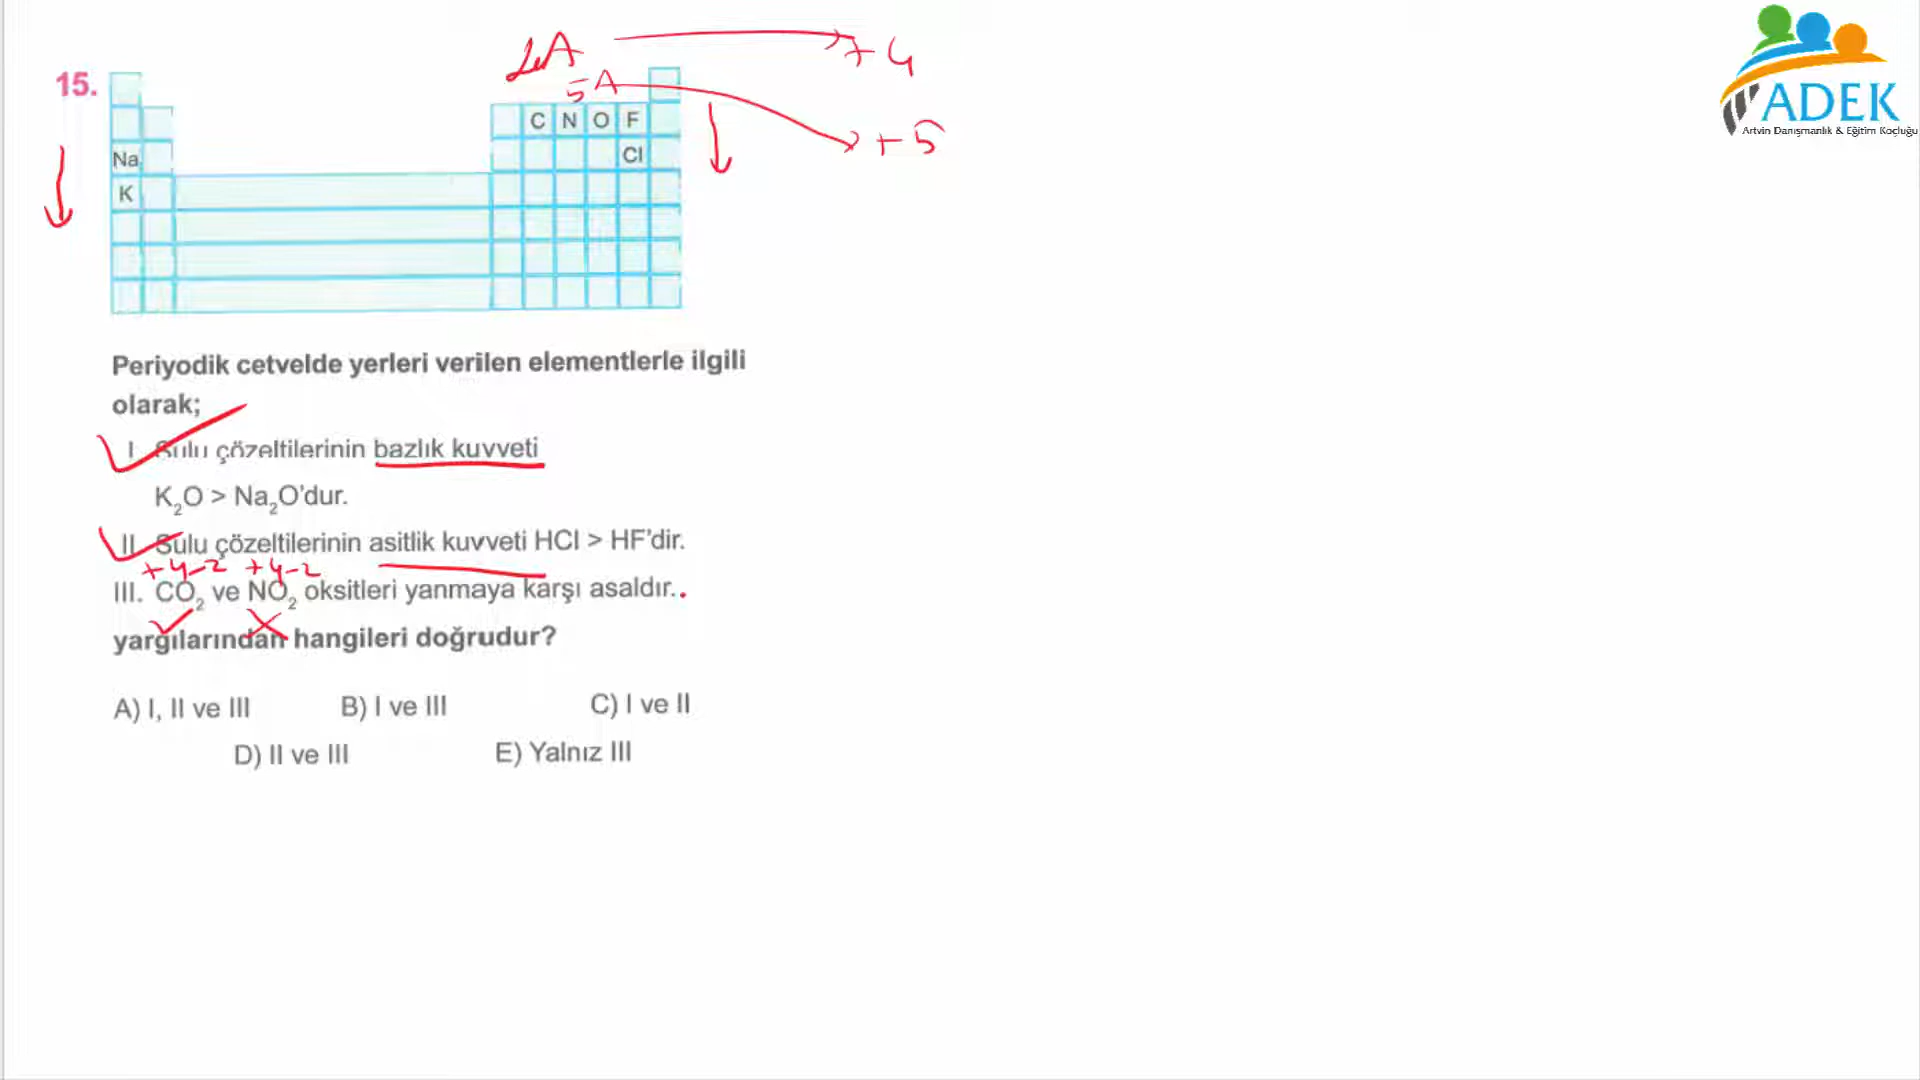 4A → +4
5A → +5
ADEK
Artvin Danışmanlık & Eğitim Koçluğu
15.
C N O F
Na Cl
K
Periyodik cetvelde yerleri verilen elementlerle ilgili
olarak;
I. Sulu çözeltilerinin bazlık kuvveti
K₂O > Na₂O'dur.
II. Sulu çözeltilerinin asitlik kuvveti HCl > HF'dir.
+4-2 +4-2
III. CO₂ ve NO₂ oksitleri yanmaya karşı asaldır.
yargılarından hangileri doğrudur?
A) I, II ve III B) I ve III C) I ve II
D) II ve III E) Yalnız III